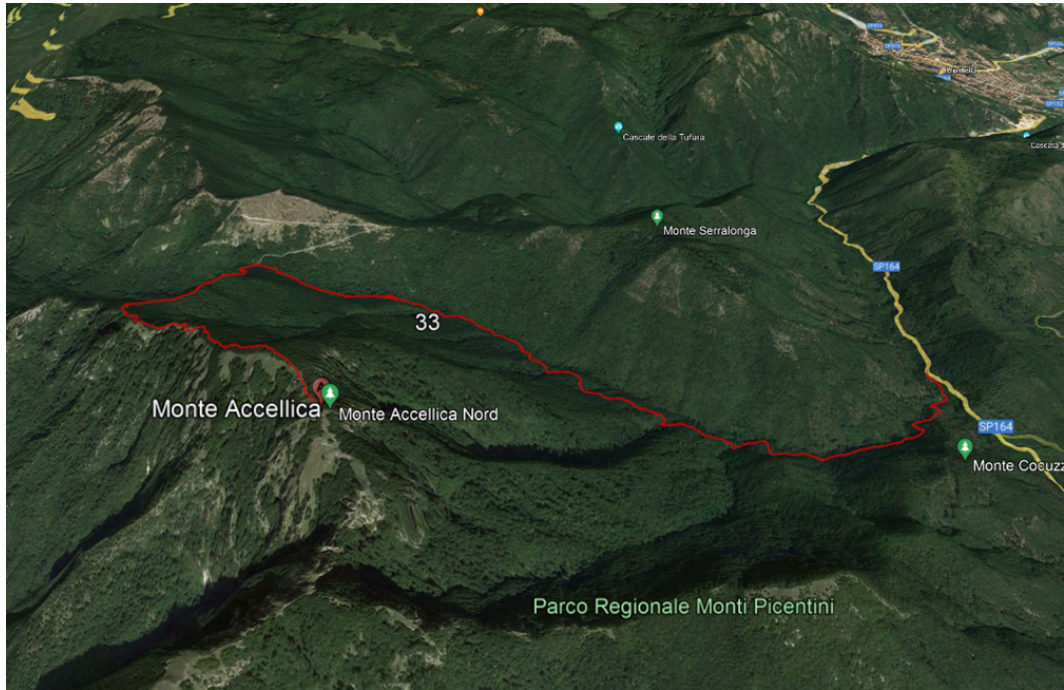 Cascate della Tufara
Monte Serralonga
SP164
33
Monte Accellica
Monte Accellica Nord
SP164
Monte Cocuzz
Parco Regionale Monti Picentini